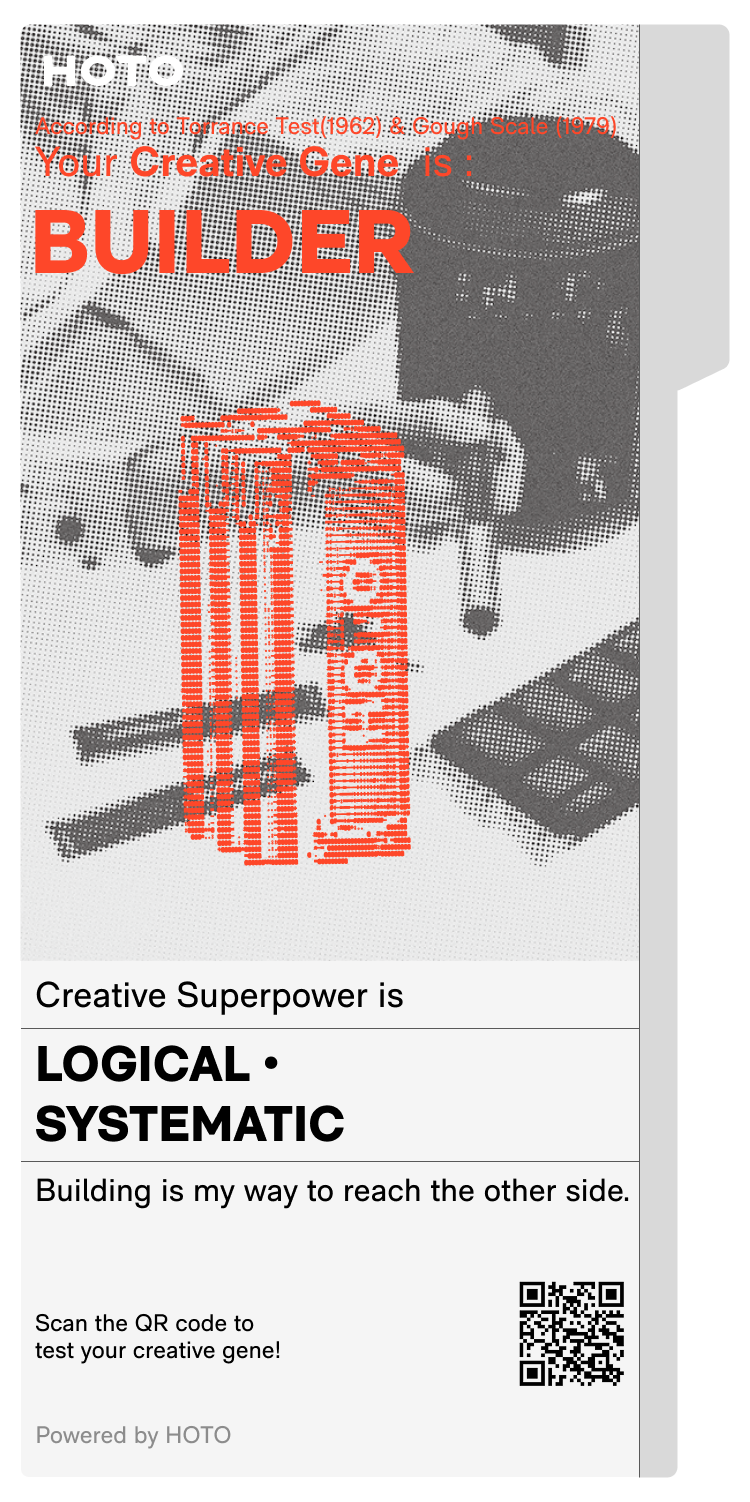 HOTO
According to Torrance Test(1962) & Gough Scale (1979)
Your Creative Gene is :
BUILDER
HOTO
Creative Superpower is
LOGICAL •
SYSTEMATIC
Building is my way to reach the other side.
Scan the QR code to
test your creative gene!
Powered by HOTO